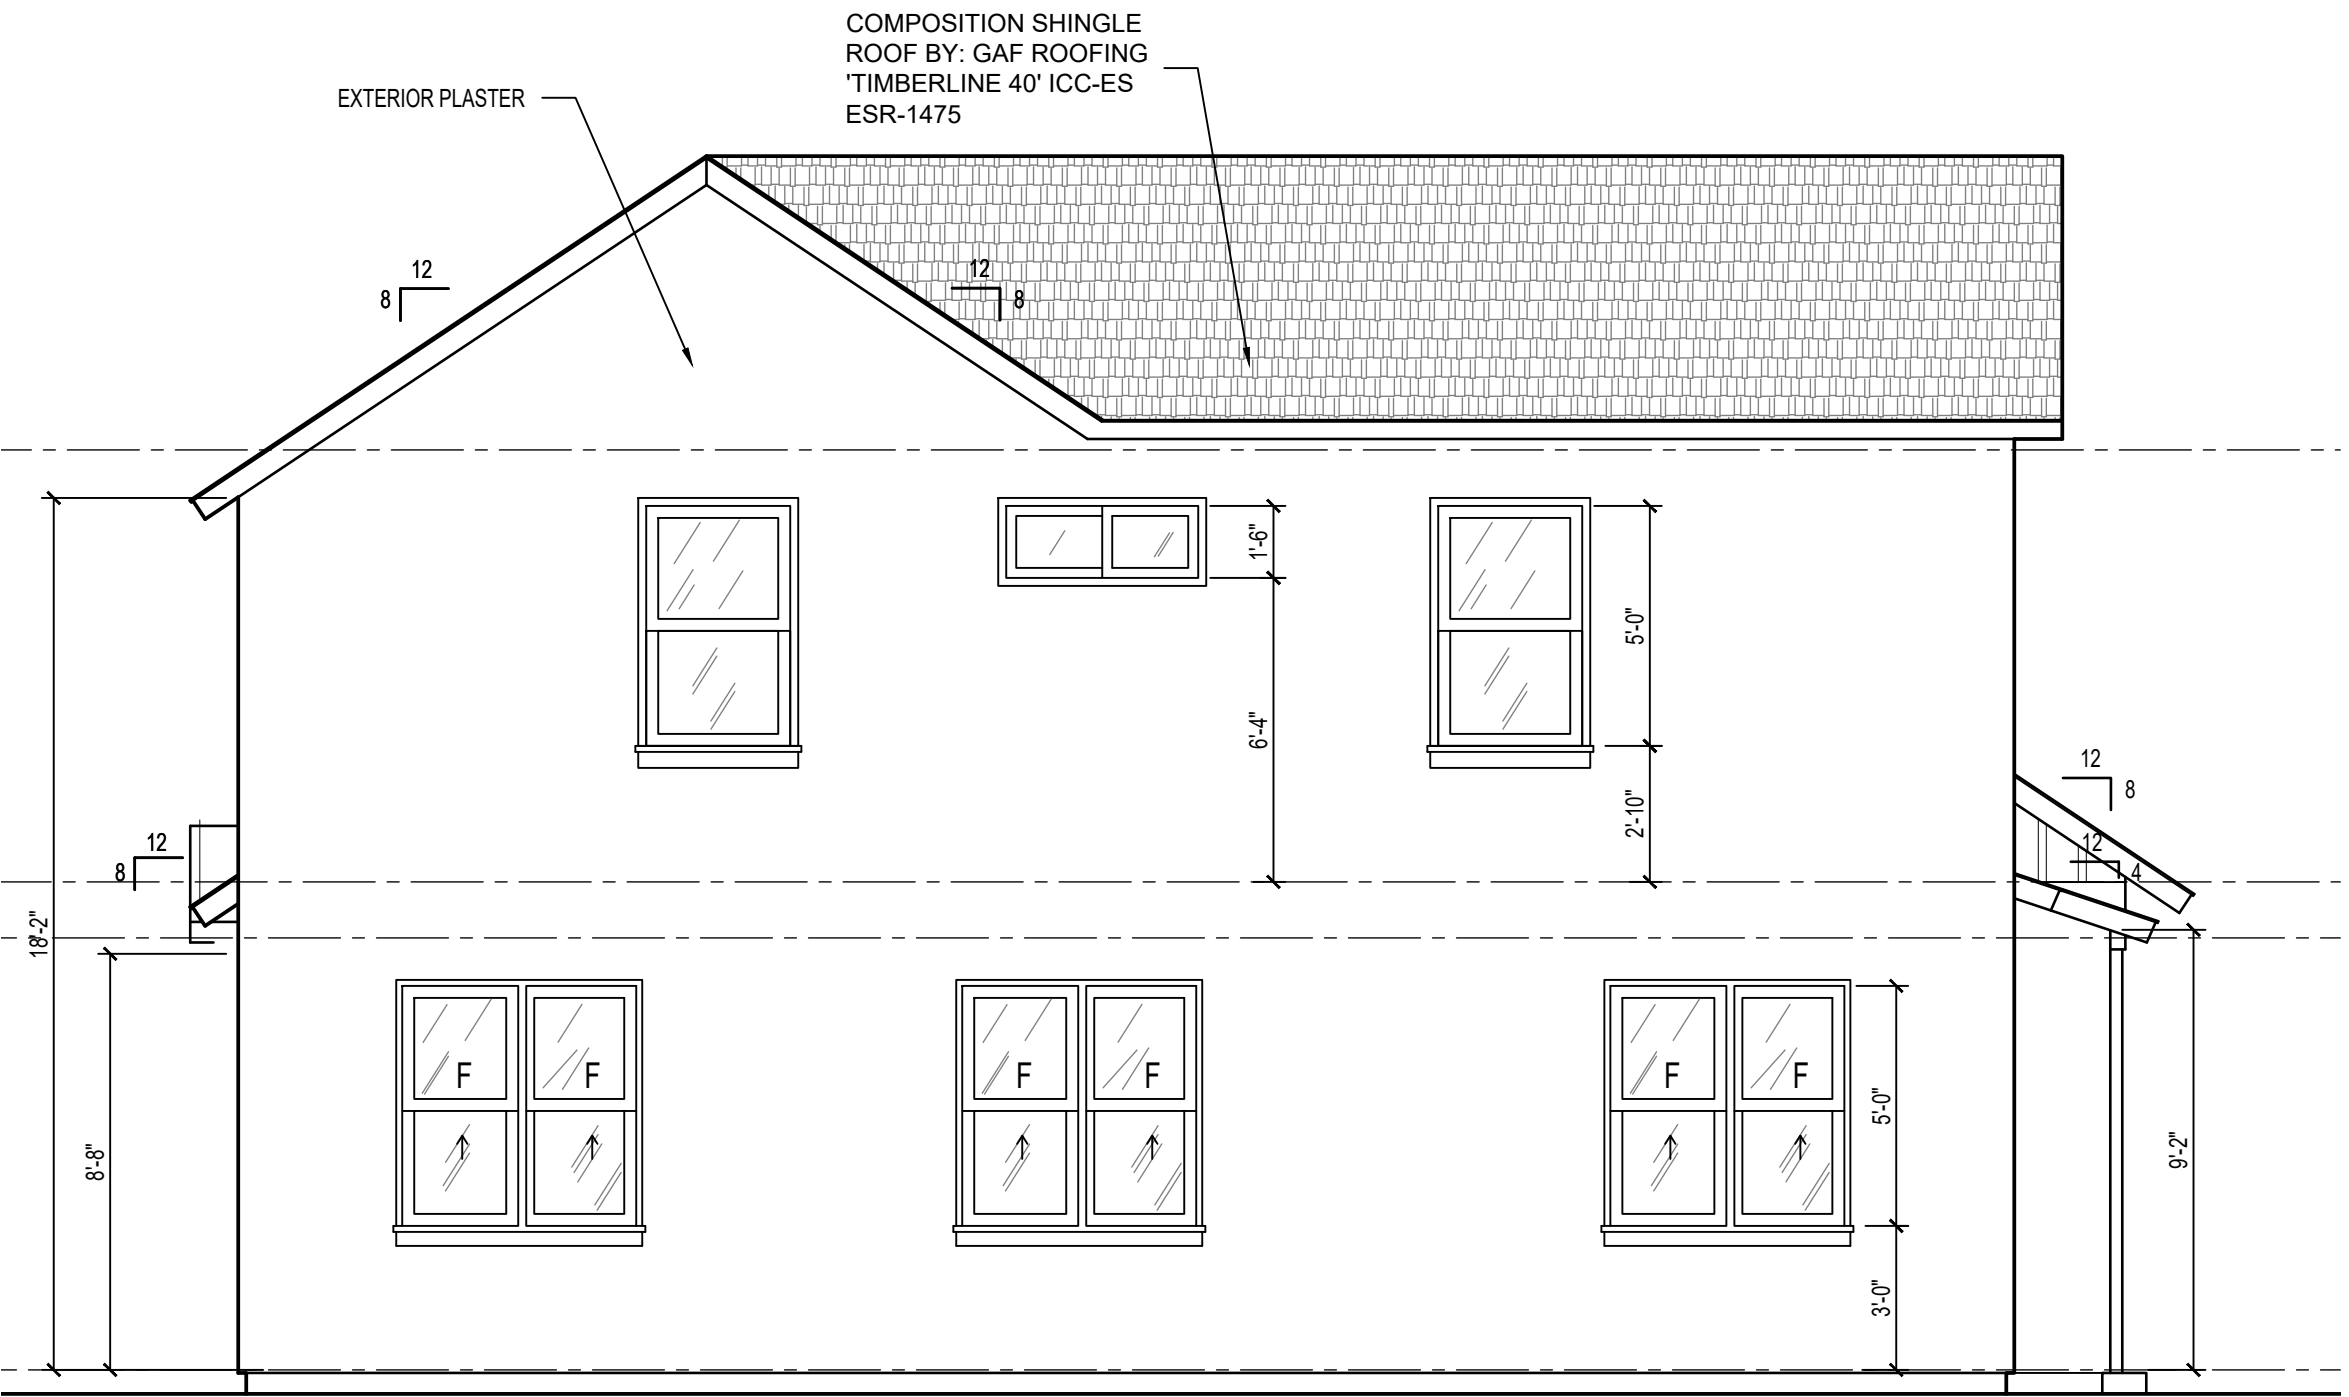 COMPOSITION SHINGLE
ROOF BY: GAF ROOFING
'TIMBERLINE 40' ICC-ES
ESR-1475
EXTERIOR PLASTER
12
8
12
8
1'-6"
5'-0"
6'-4"
2'-10"
12
8
12
4
12
8
18'-2"
8'-8"
F
F
F
F
F
F
5'-0"
3'-0"
9'-2"